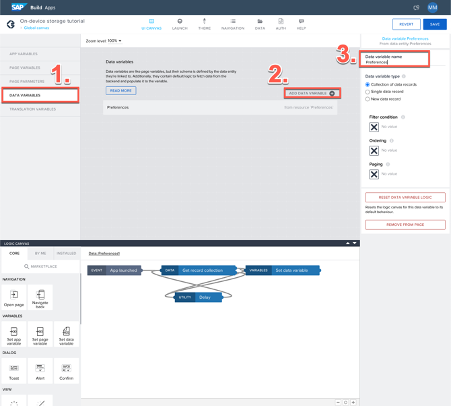 SAP Build Apps
MM
On-device storage tutorial
Global canvas
UI CANVAS
LAUNCH
THEME
NAVIGATION
DATA
AUTH
HELP
REVERT
SAVE
Zoom level 100%
APP VARIABLES
PAGE VARIABLES
PAGE PARAMETERS
1.
DATA VARIABLES
TRANSLATION VARIABLES
Data variables
Data variables are like page variables, but their schema is defined by the data entity
they're linked to. Additionally, they contain default logic to fetch data from the
backend and populate it in the variable.
READ MORE
2.
ADD DATA VARIABLE
Preferences
Data resource: Preferences
3.
Data variable Preferences
From data entity Preferences
Data variable name
Preferences
Data variable type
Collection of data records
Single data record
New data record
Filter condition
No value
Ordering
No value
Paging
No value
RESET DATA VARIABLE LOGIC
Resets the logic canvas for this data variable to its
default behaviour.
REMOVE FROM PAGE
LOGIC CANVAS
CORE
BY ME
INSTALLED
MARKETPLACE
NAVIGATION
Open page
Navigate
back
VARIABLES
Set app
variable
Set page
variable
Set data
variable
DIALOG
Toast
Alert
Confirm
VIEW
Data: Preferences1
EVENT App launched
DATA Get record collection
VARIABLES Set data variable
UTILITY Delay